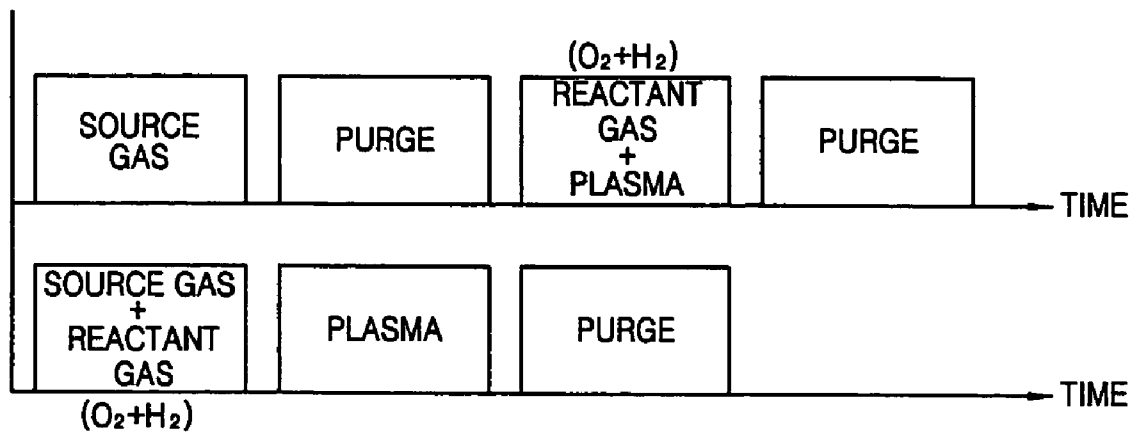 SOURCE
GAS
PURGE
(O₂+H₂)
REACTANT
GAS
+
PLASMA
PURGE
TIME
SOURCE GAS
+
REACTANT
GAS
(O₂+H₂)
PLASMA
PURGE
TIME